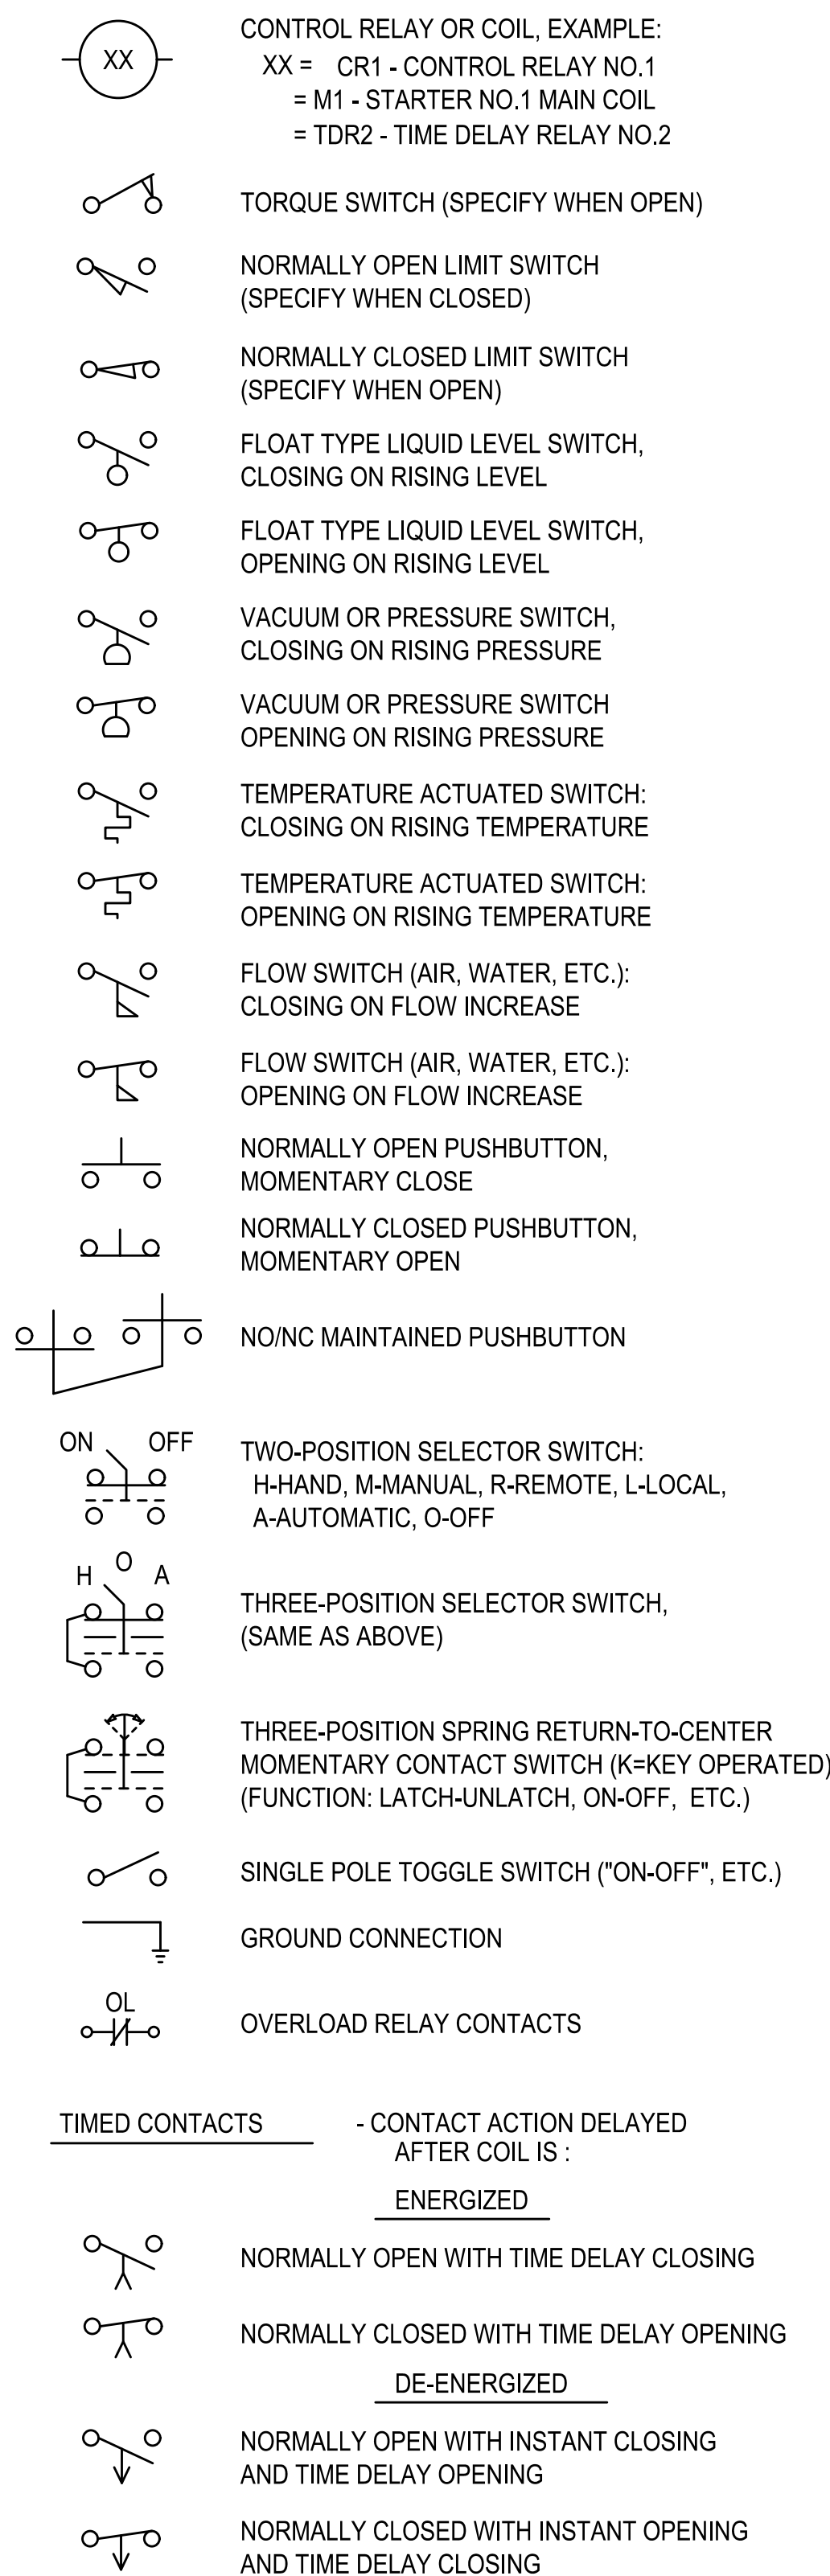 XX
CONTROL RELAY OR COIL, EXAMPLE:
XX = CR1 - CONTROL RELAY NO.1
= M1 - STARTER NO.1 MAIN COIL
= TDR2 - TIME DELAY RELAY NO.2
TORQUE SWITCH (SPECIFY WHEN OPEN)
NORMALLY OPEN LIMIT SWITCH
(SPECIFY WHEN CLOSED)
NORMALLY CLOSED LIMIT SWITCH
(SPECIFY WHEN OPEN)
FLOAT TYPE LIQUID LEVEL SWITCH,
CLOSING ON RISING LEVEL
FLOAT TYPE LIQUID LEVEL SWITCH,
OPENING ON RISING LEVEL
VACUUM OR PRESSURE SWITCH,
CLOSING ON RISING PRESSURE
VACUUM OR PRESSURE SWITCH
OPENING ON RISING PRESSURE
TEMPERATURE ACTUATED SWITCH:
CLOSING ON RISING TEMPERATURE
TEMPERATURE ACTUATED SWITCH:
OPENING ON RISING TEMPERATURE
FLOW SWITCH (AIR, WATER, ETC.):
CLOSING ON FLOW INCREASE
FLOW SWITCH (AIR, WATER, ETC.):
OPENING ON FLOW INCREASE
NORMALLY OPEN PUSHBUTTON,
MOMENTARY CLOSE
NORMALLY CLOSED PUSHBUTTON,
MOMENTARY OPEN
NO/NC MAINTAINED PUSHBUTTON
ON OFF
TWO-POSITION SELECTOR SWITCH:
H-HAND, M-MANUAL, R-REMOTE, L-LOCAL,
A-AUTOMATIC, O-OFF
H O A
THREE-POSITION SELECTOR SWITCH,
(SAME AS ABOVE)
THREE-POSITION SPRING RETURN-TO-CENTER
MOMENTARY CONTACT SWITCH (K=KEY OPERATED)
(FUNCTION: LATCH-UNLATCH, ON-OFF, ETC.)
SINGLE POLE TOGGLE SWITCH ("ON-OFF", ETC.)
GROUND CONNECTION
OL
OVERLOAD RELAY CONTACTS
TIMED CONTACTS - CONTACT ACTION DELAYED
AFTER COIL IS :
ENERGIZED
NORMALLY OPEN WITH TIME DELAY CLOSING
NORMALLY CLOSED WITH TIME DELAY OPENING
DE-ENERGIZED
NORMALLY OPEN WITH INSTANT CLOSING
AND TIME DELAY OPENING
NORMALLY CLOSED WITH INSTANT OPENING
AND TIME DELAY CLOSING